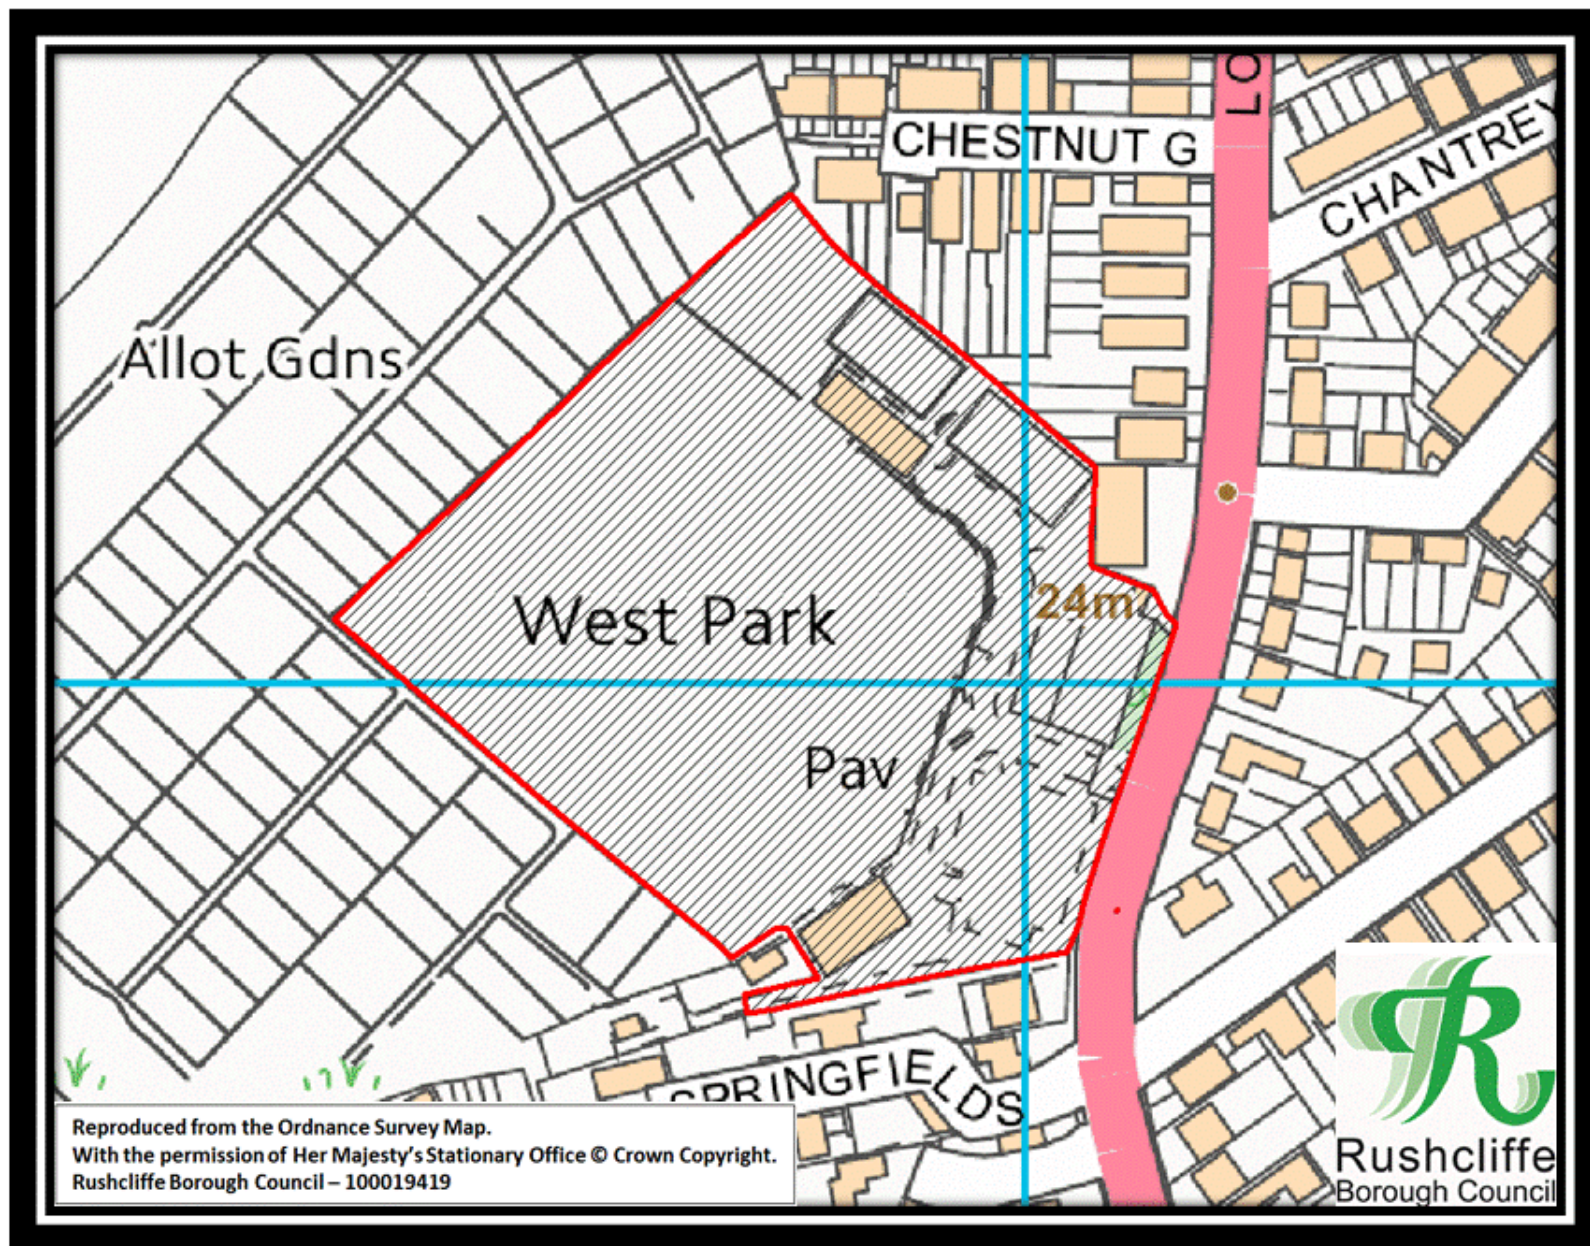 LO
CHESTNUT G
CHANTREY
Allot Gdns
West Park
24m
Pav
SPRINGFIELDS
Reproduced from the Ordnance Survey Map.
With the permission of Her Majesty's Stationary Office © Crown Copyright.
Rushcliffe Borough Council – 100019419
R
Rushcliffe
Borough Council